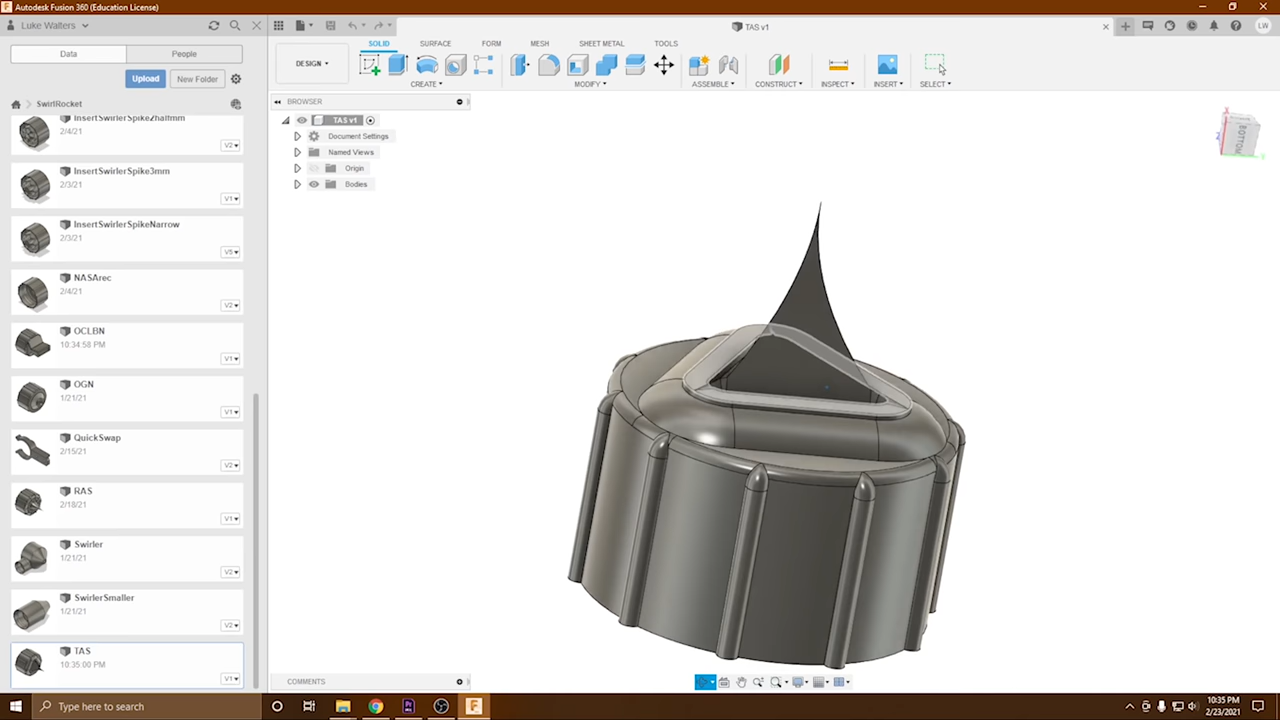 Autodesk Fusion 360 (Education License)
Luke Walters
TAS v1
LW
Data
People
Upload
New Folder
SwirlRocket
InsertSwirlerSpike2halfmm
2/4/21
V2
InsertSwirlerSpike3mm
2/3/21
V1
InsertSwirlerSpikeNarrow
2/3/21
V5
NASArec
2/4/21
V2
OCLBN
10:34:58 PM
V1
OGN
1/21/21
V1
QuickSwap
2/15/21
V2
RAS
2/18/21
V1
Swirler
1/21/21
V2
SwirlerSmaller
1/21/21
V2
TAS
10:35:00 PM
V1
SOLID
SURFACE
FORM
MESH
SHEET METAL
TOOLS
DESIGN
CREATE
MODIFY
ASSEMBLE
CONSTRUCT
INSPECT
INSERT
SELECT
BROWSER
TAS v1
Document Settings
Named Views
Origin
Bodies
BOTTOM
COMMENTS
Type here to search
10:35 PM
2/23/2021